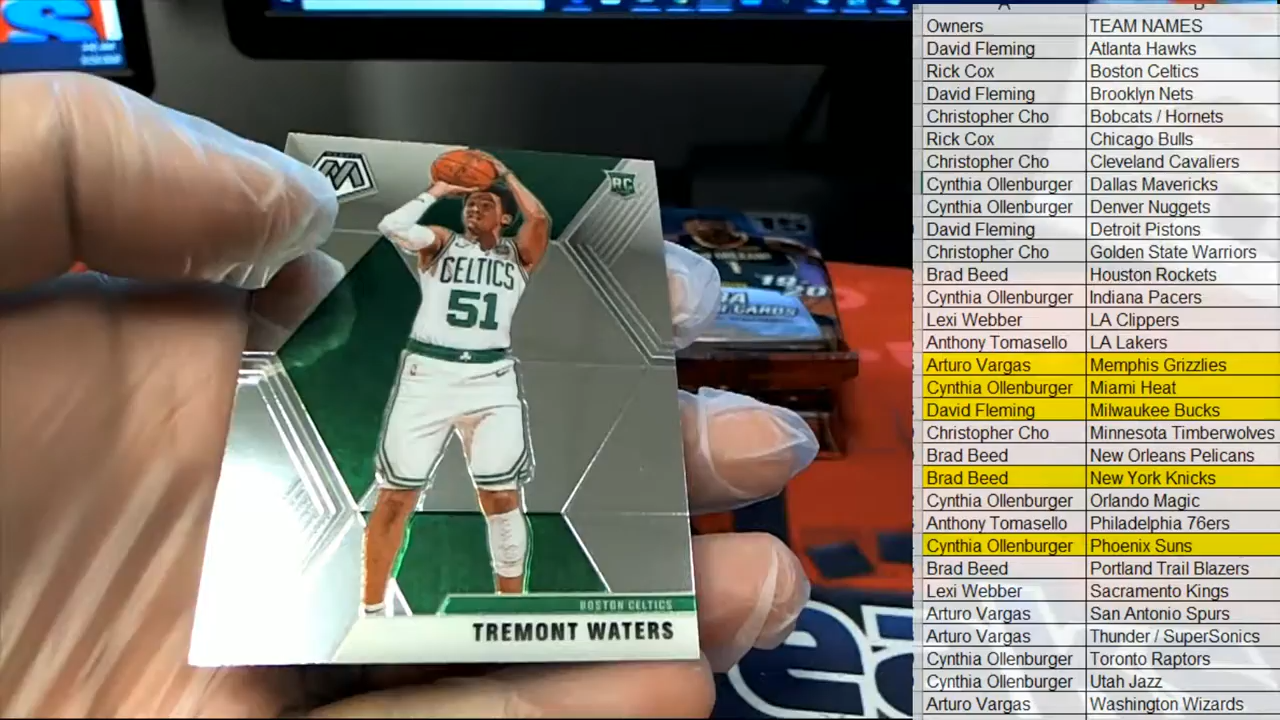 RC
CELTICS
51
BOSTON CELTICS
TREMONT WATERS
Owners TEAM NAMES
David Fleming Atlanta Hawks
Rick Cox Boston Celtics
David Fleming Brooklyn Nets
Christopher Cho Bobcats / Hornets
Rick Cox Chicago Bulls
Christopher Cho Cleveland Cavaliers
Cynthia Ollenburger Dallas Mavericks
Cynthia Ollenburger Denver Nuggets
David Fleming Detroit Pistons
Christopher Cho Golden State Warriors
Brad Beed Houston Rockets
Cynthia Ollenburger Indiana Pacers
Lexi Webber LA Clippers
Anthony Tomasello LA Lakers
Arturo Vargas Memphis Grizzlies
Cynthia Ollenburger Miami Heat
David Fleming Milwaukee Bucks
Christopher Cho Minnesota Timberwolves
Brad Beed New Orleans Pelicans
Brad Beed New York Knicks
Cynthia Ollenburger Orlando Magic
Anthony Tomasello Philadelphia 76ers
Cynthia Ollenburger Phoenix Suns
Brad Beed Portland Trail Blazers
Lexi Webber Sacramento Kings
Arturo Vargas San Antonio Spurs
Arturo Vargas Thunder / SuperSonics
Cynthia Ollenburger Toronto Raptors
Cynthia Ollenburger Utah Jazz
Arturo Vargas Washington Wizards